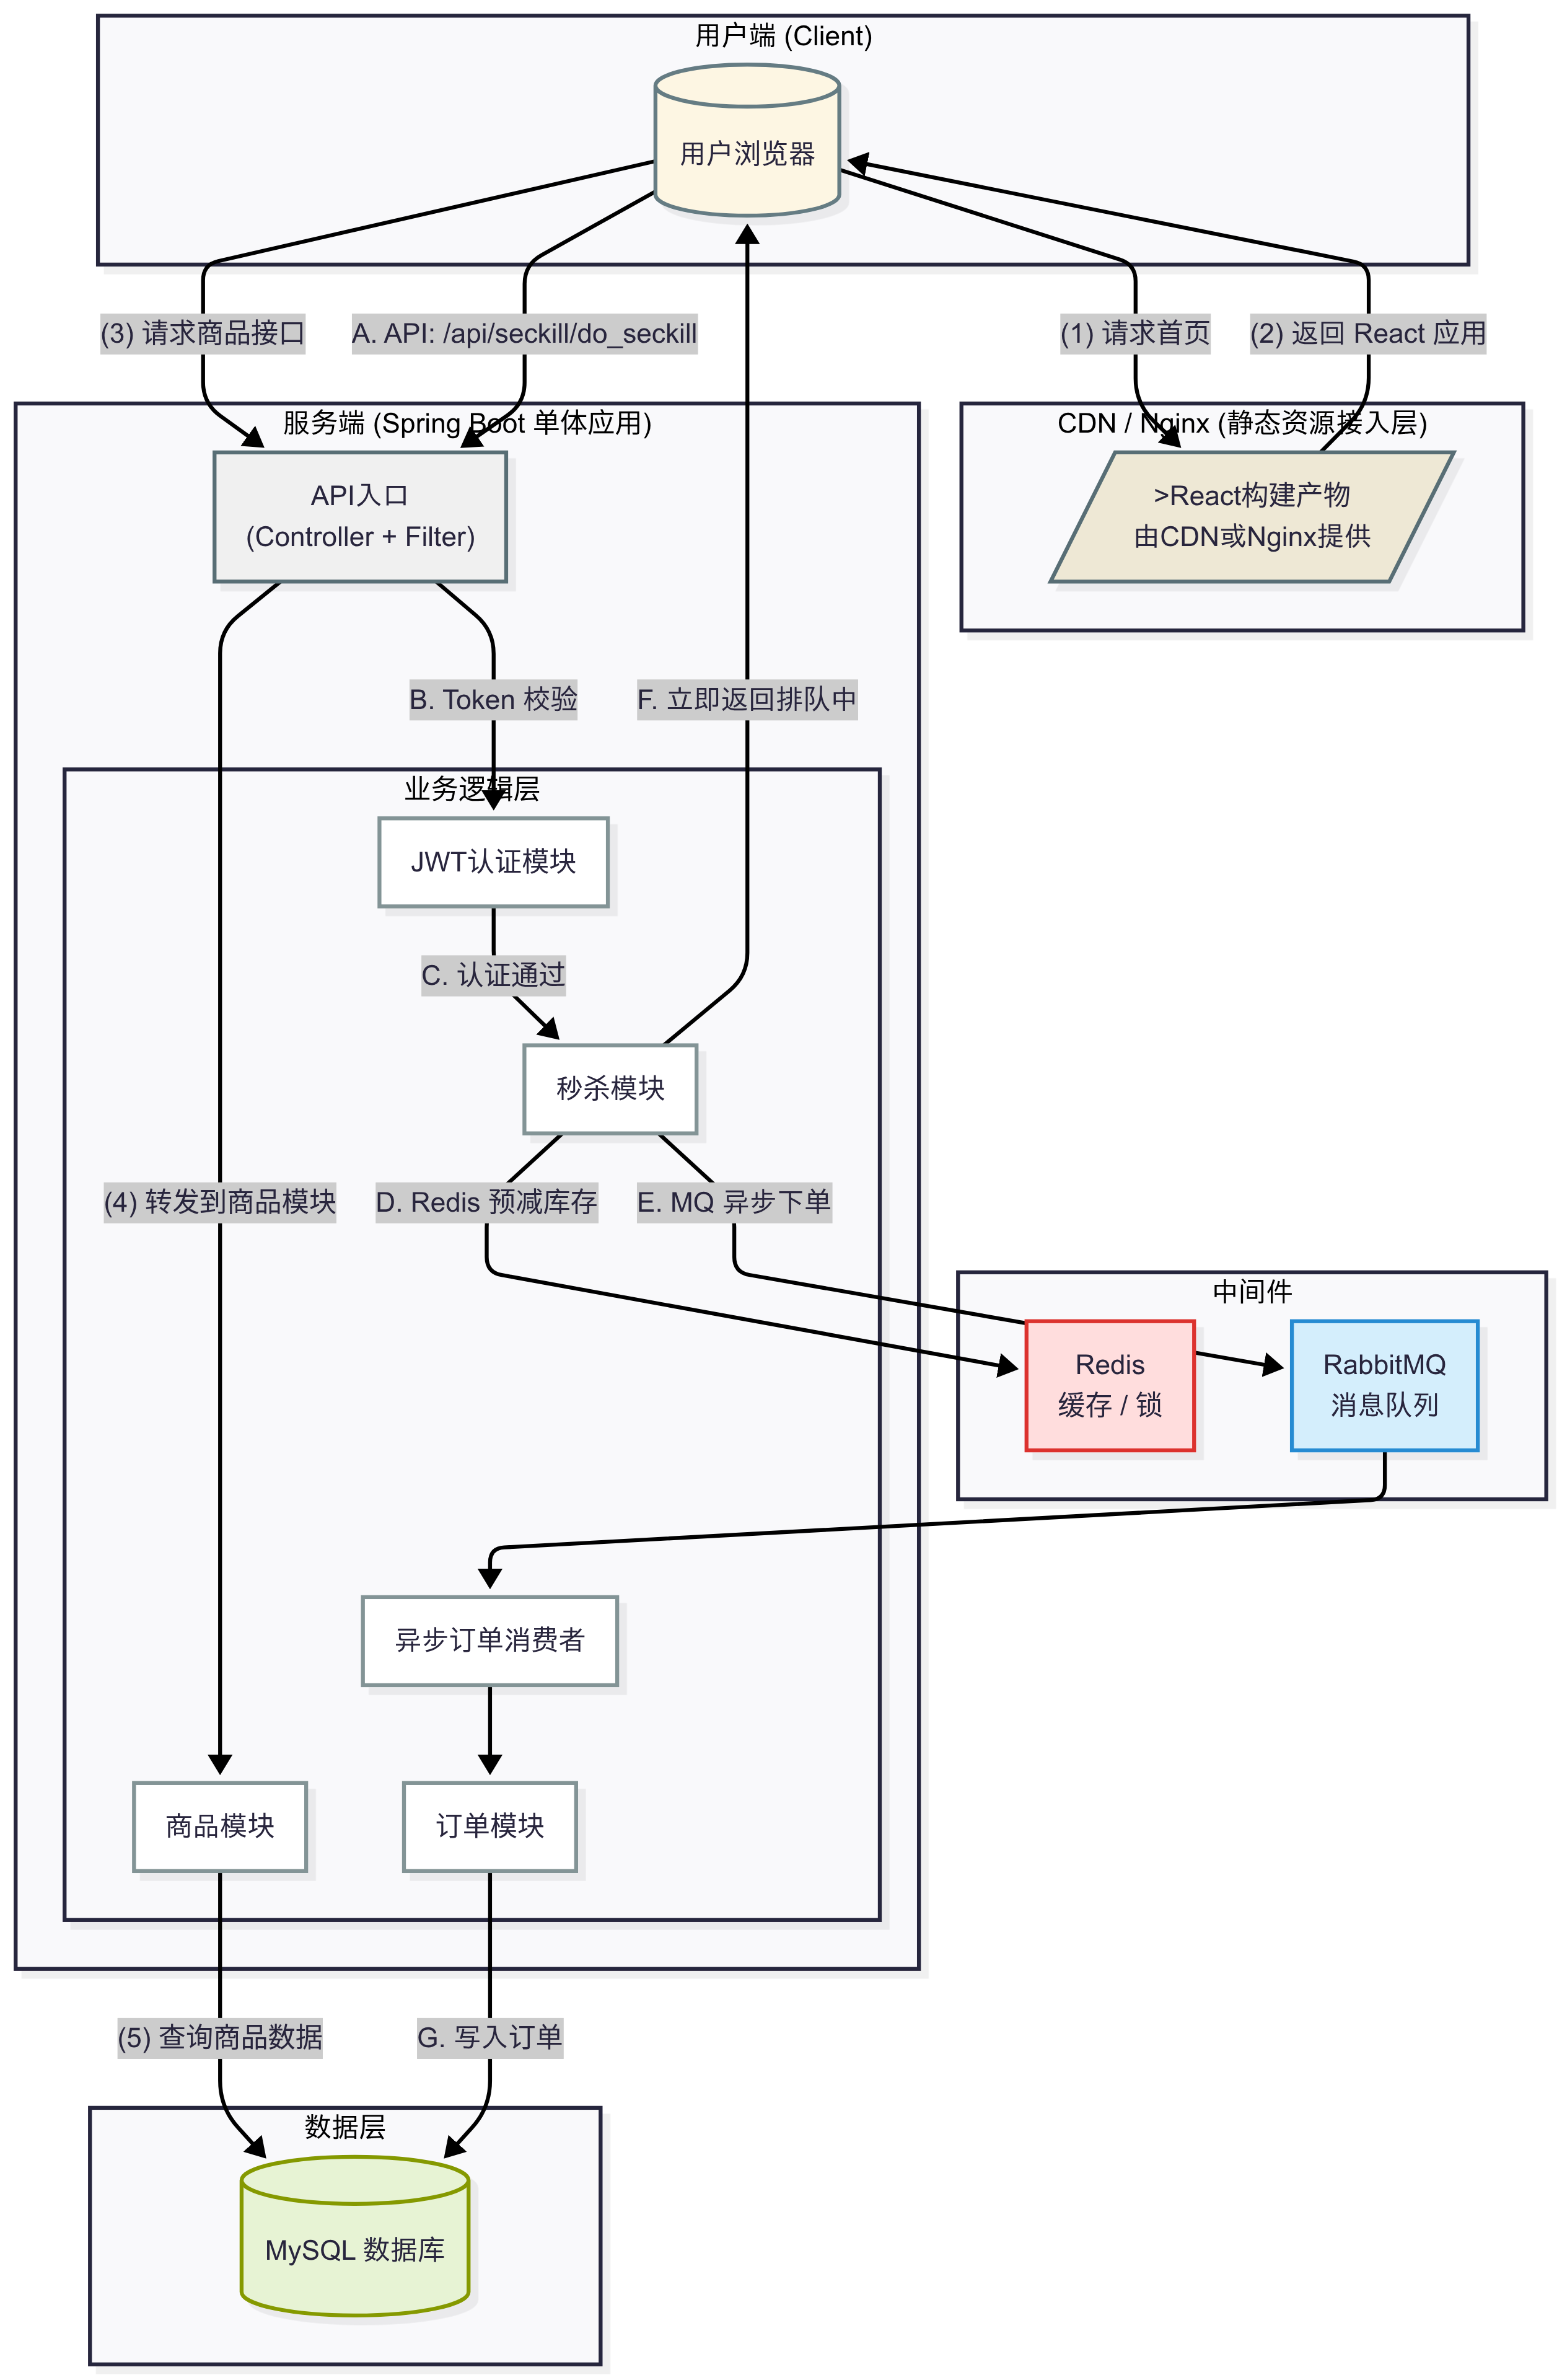 用户端 (Client)
用户浏览器
(3) 请求商品接口
A. API: /api/seckill/do_seckill
(1) 请求首页
(2) 返回 React 应用
服务端 (Spring Boot 单体应用)
CDN / Nginx (静态资源接入层)
API入口
(Controller + Filter)
>React构建产物
由CDN或Nginx提供
B. Token 校验
F. 立即返回排队中
业务逻辑层
JWT认证模块
C. 认证通过
秒杀模块
(4) 转发到商品模块
D. Redis 预减库存
E. MQ 异步下单
中间件
Redis
缓存 / 锁
RabbitMQ
消息队列
异步订单消费者
商品模块
订单模块
(5) 查询商品数据
G. 写入订单
数据层
MySQL 数据库